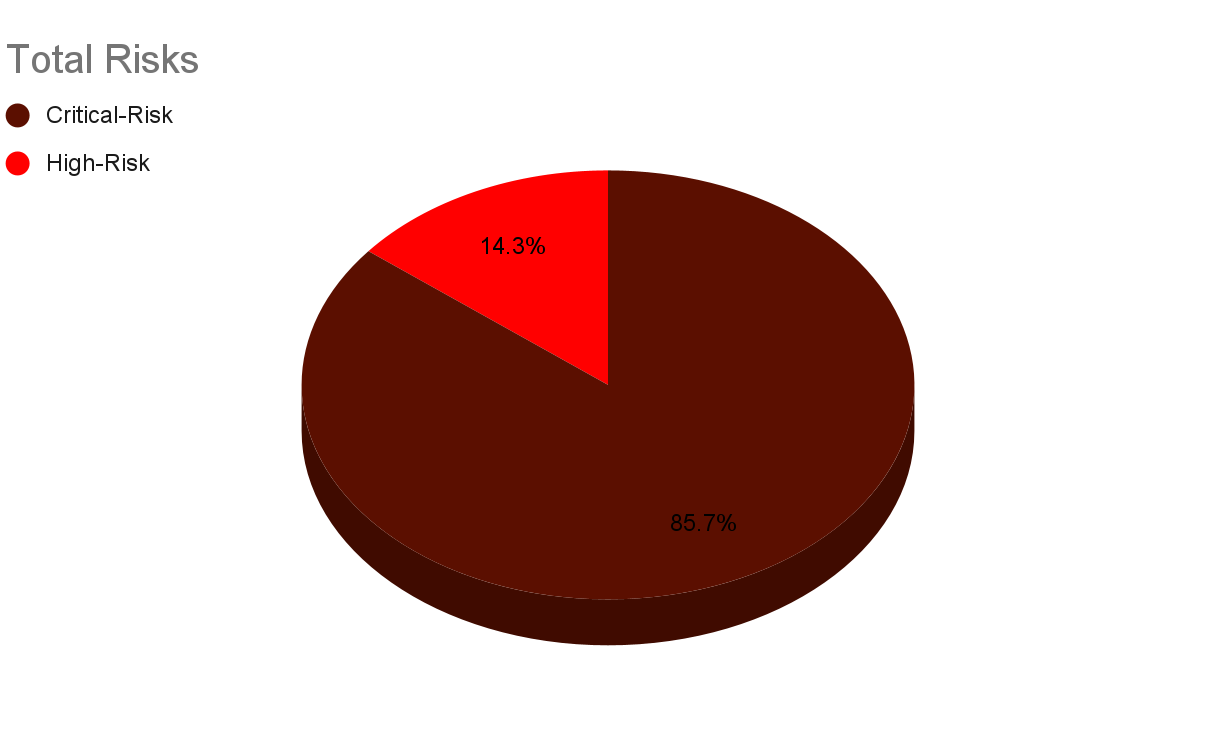 Total Risks
Critical-Risk
High-Risk
14.3%
85.7%